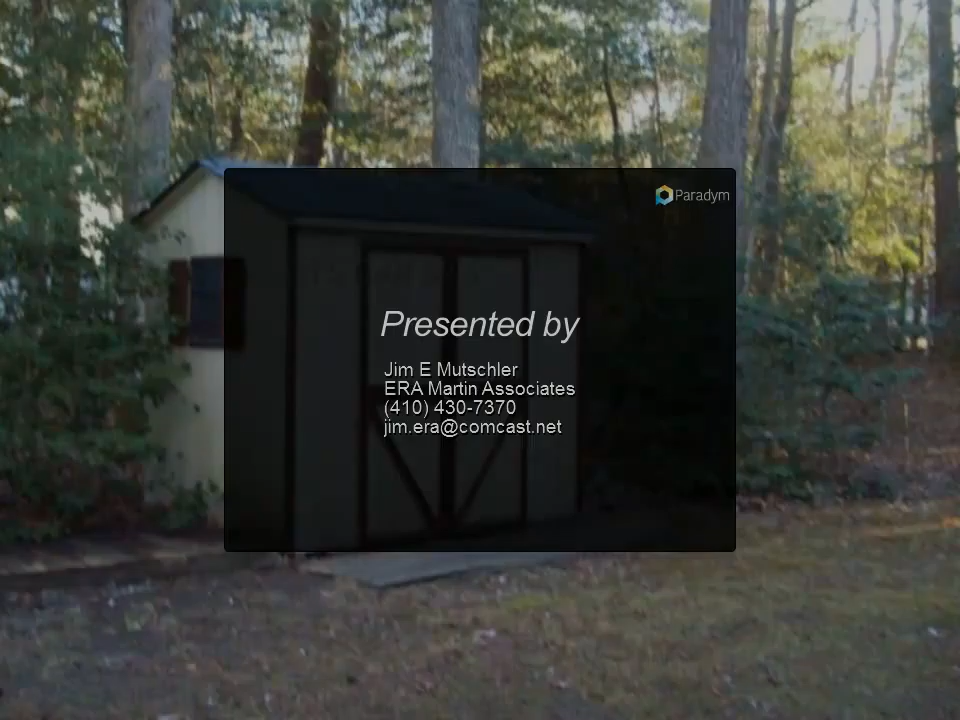 Paradym
Presented by
Jim E Mutschler
ERA Martin Associates
(410) 430-7370
jim.era@comcast.net